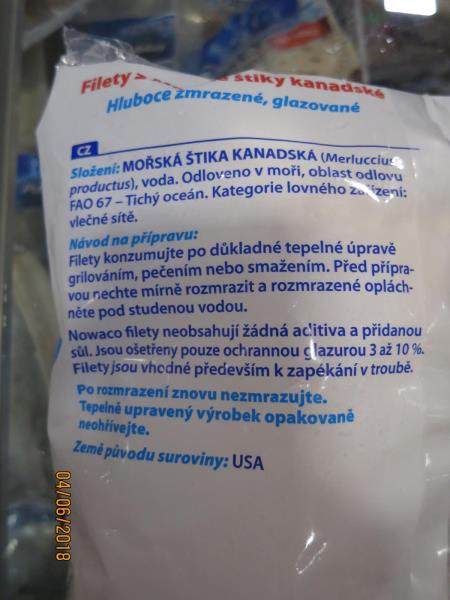 Filety z štiky kanadské
Hluboce zmrazené, glazované
CZ
Složení: MOŘSKÁ ŠTIKA KANADSKÁ (Merluccius
productus), voda. Odloveno v moři, oblast odlovu
FAO 67 – Tichý oceán. Kategorie lovného zařízení:
vlečné sítě.
Návod na přípravu:
Filety konzumujte po důkladné tepelné úpravě
grilováním, pečením nebo smažením. Před přípra-
vou nechte mírně rozmrazit a rozmrazené oplách-
něte pod studenou vodou.
Nowaco filety neobsahují žádná aditiva a přidanou
sůl. Jsou ošetřeny pouze ochrannou glazurou 3 až 10 %.
Filety jsou vhodné především k zapékání v troubě.
Po rozmrazení znovu nezmrazujte.
Tepelně upravený výrobek opakovaně
neohřívejte.
Země původu suroviny: USA
04/06/2018